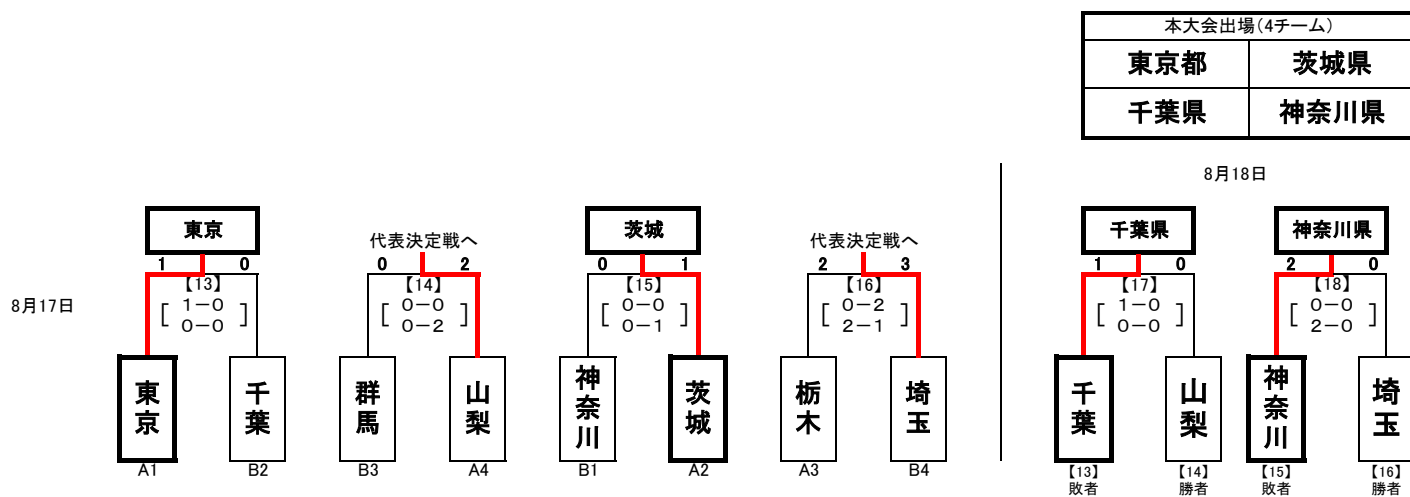 本大会出場(4チーム)
東京都 茨城県
千葉県 神奈川県
8月18日
東京 代表決定戦へ 茨城 代表決定戦へ 千葉県 神奈川県
1 0 0 2 0 1 2 3 1 0 2 0
【13】 【14】 【15】 【16】 【17】 【18】
8月17日
[ 1-0 ] [ 0-0 ] [ 0-0 ] [ 0-2 ] [ 1-0 ] [ 0-0 ]
0-0 0-2 0-1 2-1 0-0 2-0
東京 千葉 群馬 山梨 神奈川 茨城 栃木 埼玉 千葉 山梨 神奈川 埼玉
A1 B2 B3 A4 B1 A2 A3 B4 【13】 【14】 【15】 【16】
敗者 勝者 敗者 勝者